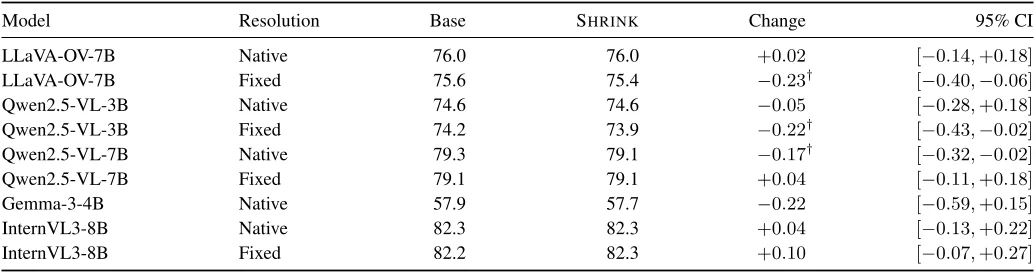 Model Resolution Base SHRINK Change 95% CI
LLaVA-OV-7B Native 76.0 76.0 +0.02 [−0.14, +0.18]
LLaVA-OV-7B Fixed 75.6 75.4 −0.23† [−0.40, −0.06]
Qwen2.5-VL-3B Native 74.6 74.6 −0.05 [−0.28, +0.18]
Qwen2.5-VL-3B Fixed 74.2 73.9 −0.22† [−0.43, −0.02]
Qwen2.5-VL-7B Native 79.3 79.1 −0.17† [−0.32, −0.02]
Qwen2.5-VL-7B Fixed 79.1 79.1 +0.04 [−0.11, +0.18]
Gemma-3-4B Native 57.9 57.7 −0.22 [−0.59, +0.15]
InternVL3-8B Native 82.3 82.3 +0.04 [−0.13, +0.22]
InternVL3-8B Fixed 82.2 82.3 +0.10 [−0.07, +0.27]